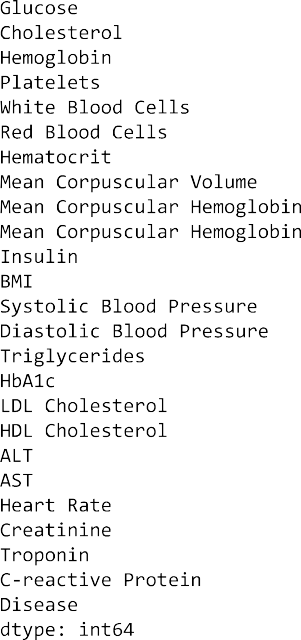 Glucose
Cholesterol
Hemoglobin
Platelets
White Blood Cells
Red Blood Cells
Hematocrit
Mean Corpuscular Volume
Mean Corpuscular Hemoglobin
Mean Corpuscular Hemoglobin
Insulin
BMI
Systolic Blood Pressure
Diastolic Blood Pressure
Triglycerides
HbA1c
LDL Cholesterol
HDL Cholesterol
ALT
AST
Heart Rate
Creatinine
Troponin
C-reactive Protein
Disease
dtype: int64